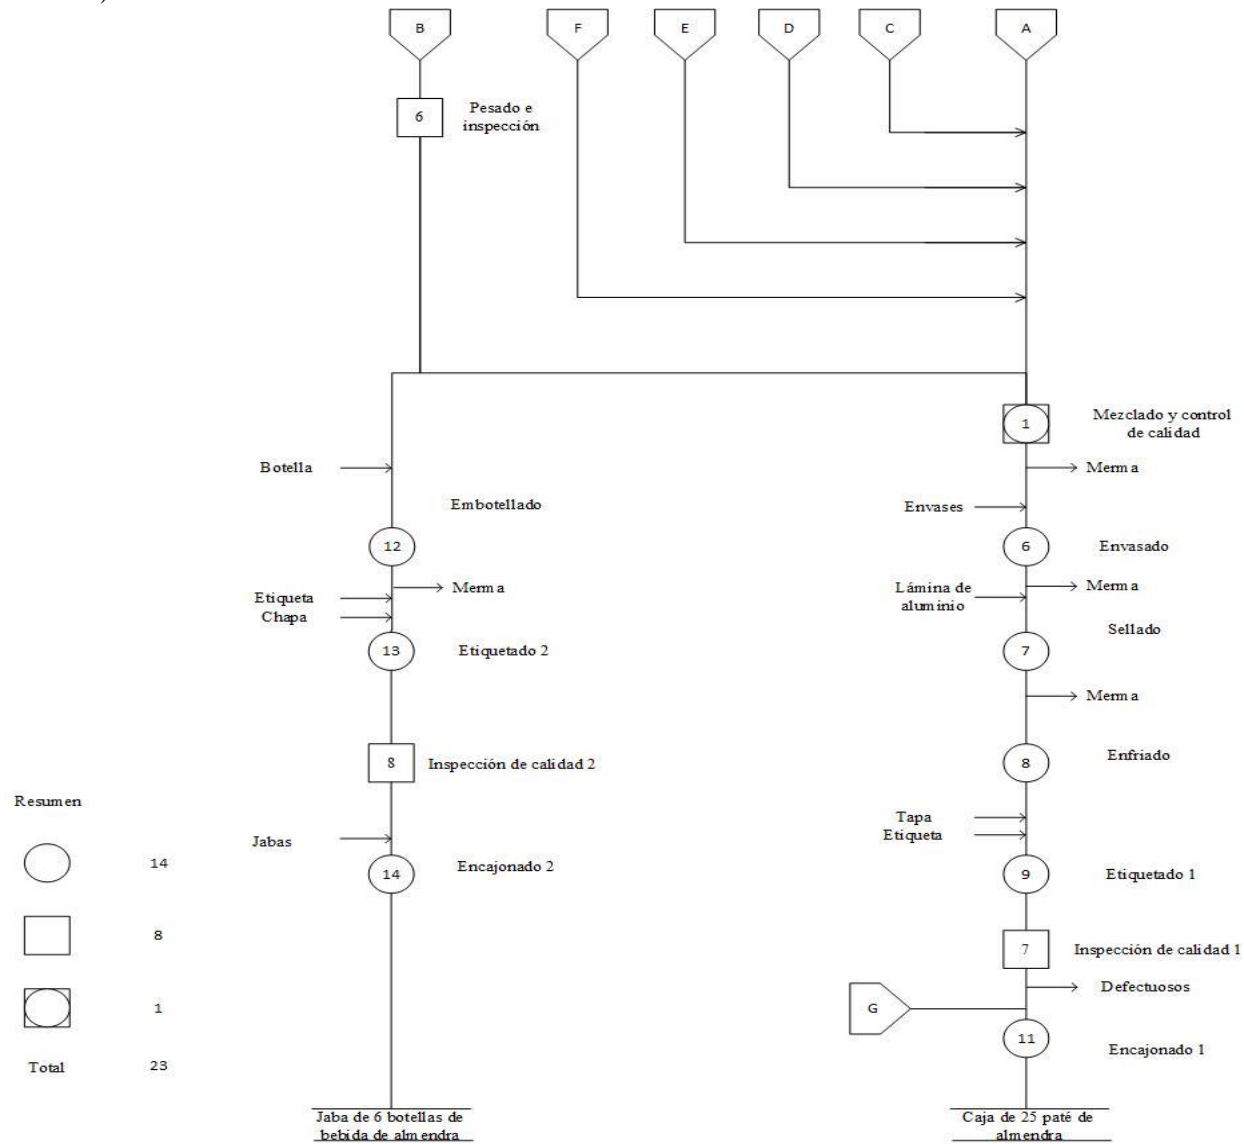 )
B
F
E
D
C
A
6
Pesado e
inspección
1
Mezclado y control
de calidad
Botella
Merma
Embotellado
Envases
12
6
Envasado
Merma
Merma
Etiqueta
Chapa
Lámina de
aluminio
Sellado
13
Etiquetado 2
7
Merma
8
Inspección de calidad 2
8
Enfriado
Resumen
Jabas
Tapa
Etiqueta
14
14
Encajonado 2
9
Etiquetado 1
8
7
Inspección de calidad 1
Defectuosos
1
G
11
Encajonado 1
Total
23
Jaba de 6 botellas de
bebida de almendra
Caja de 25 paté de
almendra